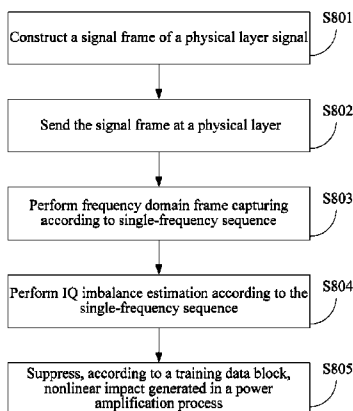 S801
Construct a signal frame of a physical layer signal
S802
Send the signal frame at a physical layer
S803
Perform frequency domain frame capturing
according to single-frequency sequence
S804
Perform IQ imbalance estimation according to the
single-frequency sequence
S805
Suppress, according to a training data block,
nonlinear impact generated in a power
amplification process